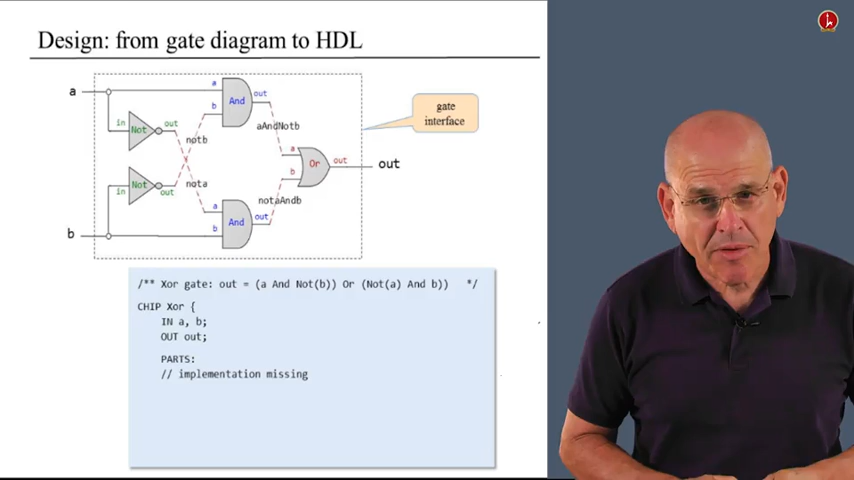 Design: from gate diagram to HDL
a
a
b
And
out
in
Not
out
notb
aAndNotb
gate
interface
a
b
Or
out
out
in
Not
out
nota
notaAndb
a
b
And
out
b
/** Xor gate: out = (a And Not(b)) Or (Not(a) And b)) */
CHIP Xor {
IN a, b;
OUT out;
PARTS:
// implementation missing